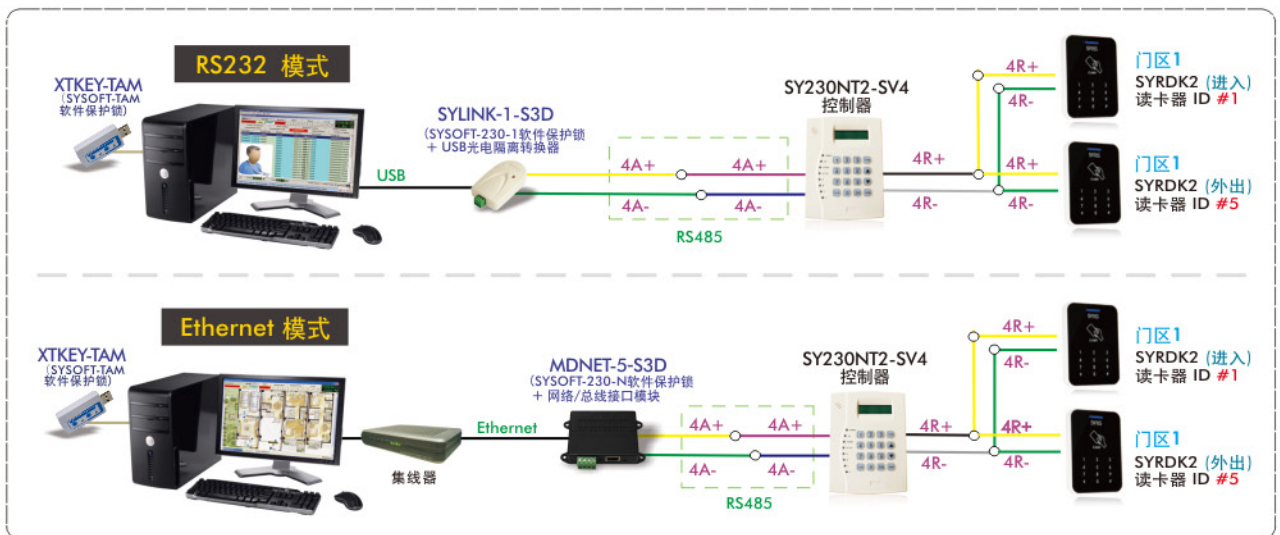 RS232 模式
XTKEY-TAM
(SYSOFT-TAM
软件保护锁)
USB
SYLINK-1-S3D
(SYSOFT-230-1软件保护锁
+ USB光电隔离转换器
4A+
4A+
4A-
4A-
RS485
SY230NT2-SV4
控制器
4R+
4R-
4R+
4R-
4R+
4R-
门区1
SYRDK2 (进入)
读卡器 ID #1
门区1
SYRDK2 (外出)
读卡器 ID #5
Ethernet 模式
XTKEY-TAM
(SYSOFT-TAM
软件保护锁)
集线器
Ethernet
MDNET-5-S3D
(SYSOFT-230-N软件保护锁
+ 网络/总线接口模块
4A+
4A+
4A-
4A-
RS485
SY230NT2-SV4
控制器
4R+
4R-
4R+
4R-
4R+
4R-
门区1
SYRDK2 (进入)
读卡器 ID #1
门区1
SYRDK2 (外出)
读卡器 ID #5